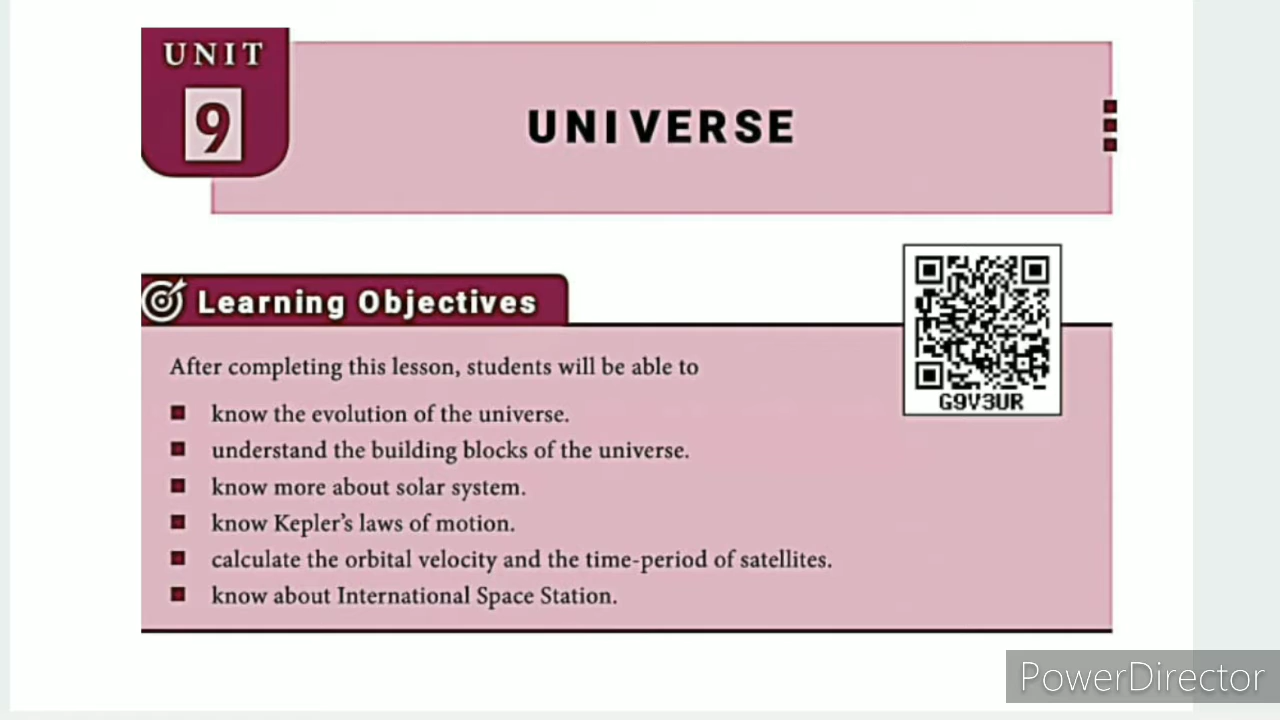 UNIT
9
UNIVERSE
G9V3UR
Learning Objectives
After completing this lesson, students will be able to
know the evolution of the universe.
understand the building blocks of the universe.
know more about solar system.
know Kepler’s laws of motion.
calculate the orbital velocity and the time-period of satellites.
know about International Space Station.
PowerDirector